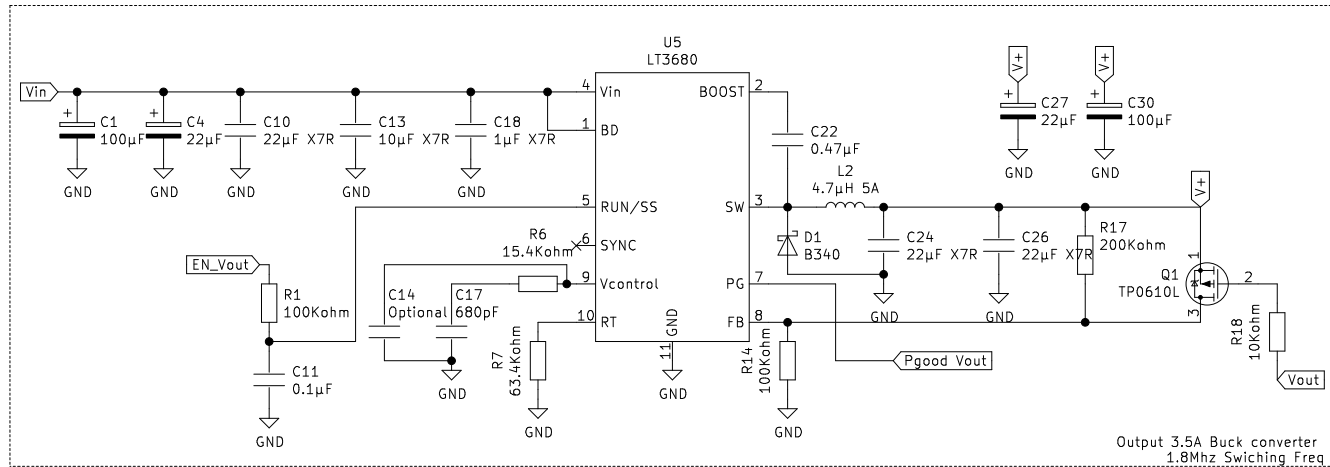 U5
LT3680
Vin
C1
100µF
C4
22µF
C10
22µF X7R
C13
10µF X7R
C18
1µF X7R
GND
GND
GND
GND
GND
4
Vin
1
BD
5
RUN/SS
6
SYNC
9
Vcontrol
10
RT
11
GND
GND
BOOST
2
SW
3
PG
7
FB
8
C22
0.47µF
L2
4.7µH 5A
D1
B340
C24
22µF X7R
GND
C26
22µF X7R
GND
R17
200Kohm
V+
C27
22µF
GND
V+
C30
100µF
GND
V+
1
Q1
TP0610L
2
3
R18
10Kohm
Vout
R14
100Kohm
GND
Pgood Vout
EN_Vout
R1
100Kohm
C11
0.1µF
GND
R6
15.4Kohm
C14
Optional
C17
680pF
GND
R7
63.4Kohm
GND
Output 3.5A Buck converter
1.8Mhz Swiching Freq